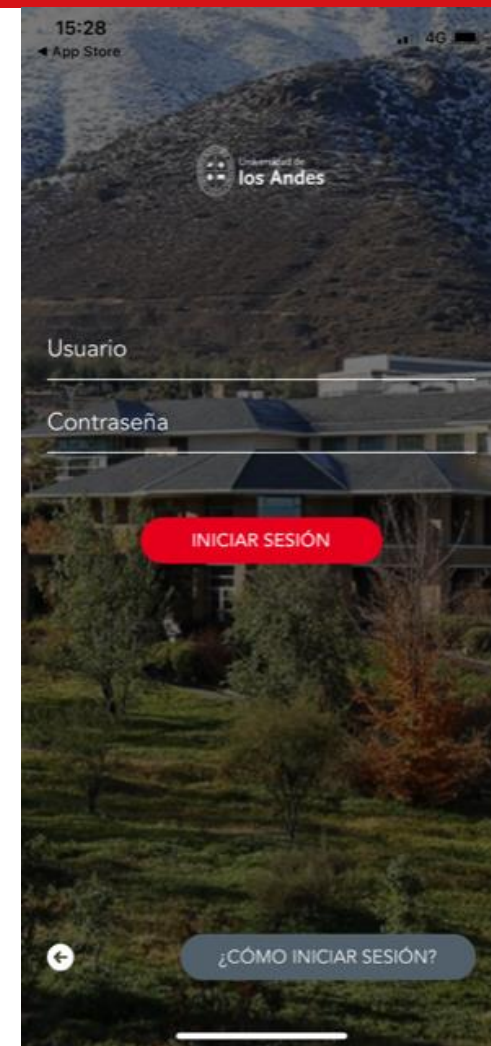 15:28
◀ App Store
4G
Universidad de
los Andes
Usuario
Contraseña
INICIAR SESIÓN
¿CÓMO INICIAR SESIÓN?